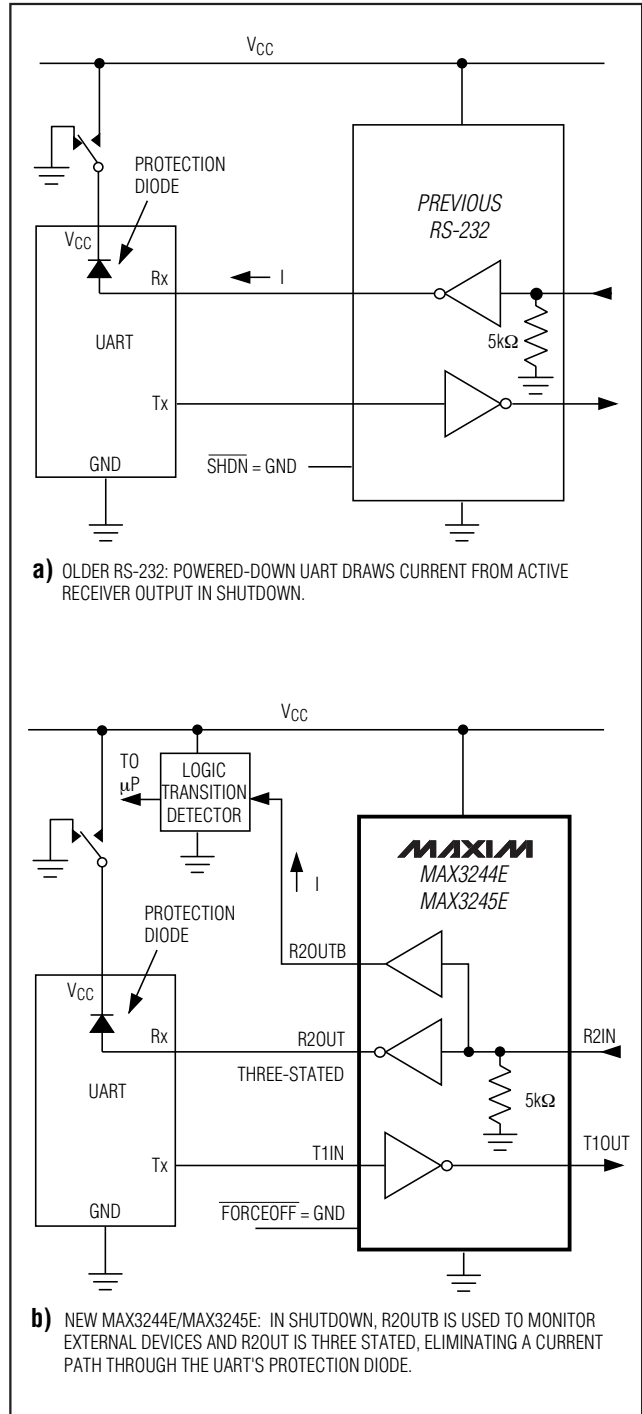 VCC
PROTECTION
DIODE
PREVIOUS
RS-232
VCC
Rx
I
UART
5kΩ
Tx
GND
SHDN = GND
a) OLDER RS-232: POWERED-DOWN UART DRAWS CURRENT FROM ACTIVE
RECEIVER OUTPUT IN SHUTDOWN.
VCC
TO
μP
LOGIC
TRANSITION
DETECTOR
MAXIM
MAX3244E
MAX3245E
I
PROTECTION
DIODE
R2OUTB
VCC
Rx
R2OUT
R2IN
THREE-STATED
UART
5kΩ
Tx
T1IN
T1OUT
GND
FORCEOFF = GND
b) NEW MAX3244E/MAX3245E: IN SHUTDOWN, R2OUTB IS USED TO MONITOR
EXTERNAL DEVICES AND R2OUT IS THREE STATED, ELIMINATING A CURRENT
PATH THROUGH THE UART'S PROTECTION DIODE.